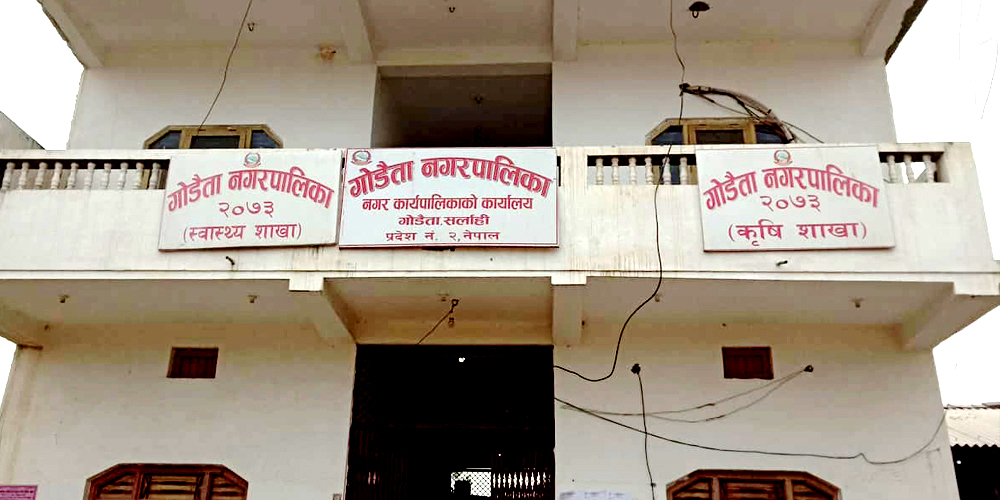 गोडैता नगरपालिका
२०७३
(स्वास्थ्य शाखा)
गोडैता नगरपालिका
नगर कार्यपालिकाको कार्यालय
गोडैता,सर्लाही
प्रदेश नं. २,नेपाल
गोडैता नगरपालिका
२०७३
(कृषि शाखा)